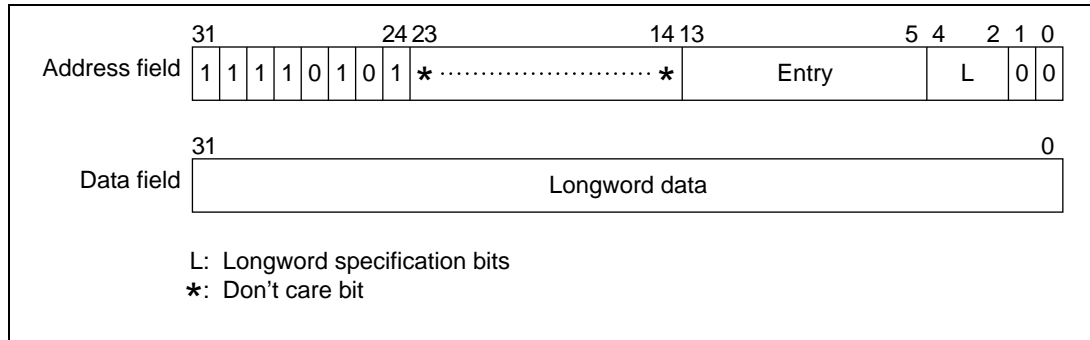 31 24 23 14 13 5 4 2 1 0
Address field 1 1 1 1 0 1 0 1 * * Entry L 0 0
31 0
Data field Longword data
L: Longword specification bits
*: Don't care bit